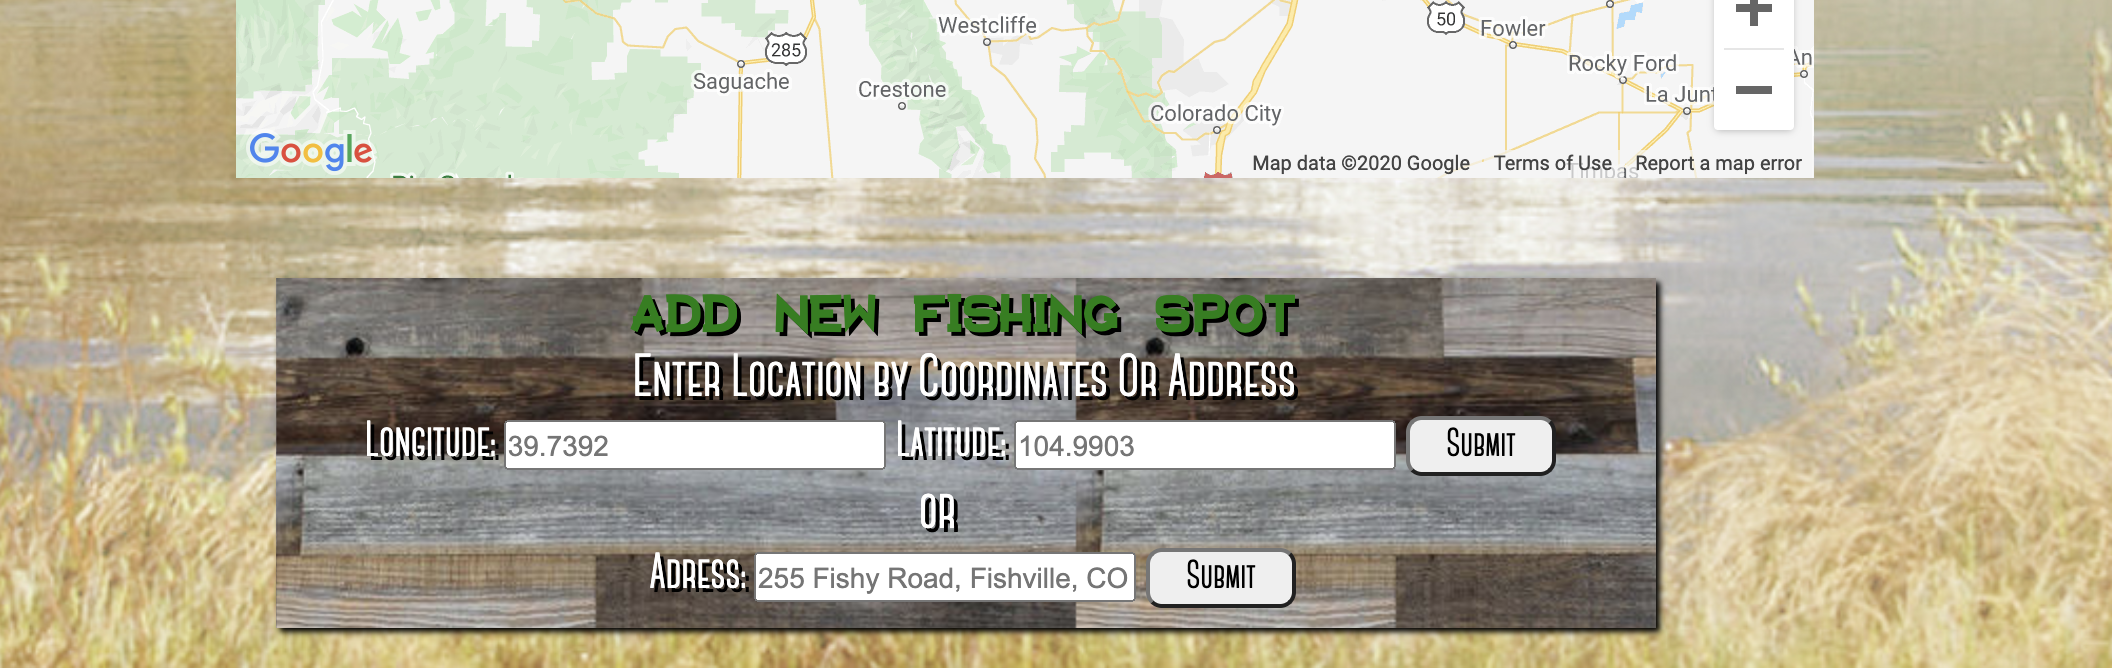 Westcliffe
50
Fowler
285
Saguache
Crestone
Rocky Ford
An
La Junt
Colorado City
Google
Map data ©2020 Google Terms of Use Report a map error
Timpas
ADD NEW FISHING SPOT
Enter Location by Coordinates Or Address
Longitude: 39.7392 Latitude: 104.9903 Submit
or
Adress: 255 Fishy Road, Fishville, CO Submit